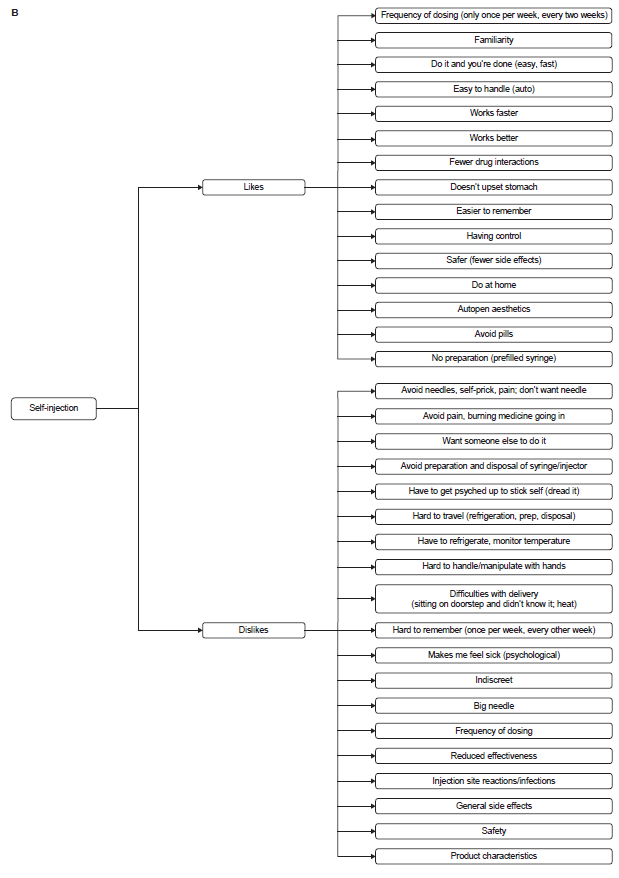 B
Frequency of dosing (only once per week, every two weeks)
Familiarity
Do it and you're done (easy, fast)
Easy to handle (auto)
Works faster
Works better
Fewer drug interactions
Likes
Doesn't upset stomach
Easier to remember
Having control
Safer (fewer side effects)
Do at home
Autopen aesthetics
Avoid pills
No preparation (prefilled syringe)
Self-injection
Avoid needles, self-prick, pain; don't want needle
Avoid pain, burning medicine going in
Want someone else to do it
Avoid preparation and disposal of syringe/injector
Have to get psyched up to stick self (dread it)
Hard to travel (refrigeration, prep, disposal)
Have to refrigerate, monitor temperature
Hard to handle/manipulate with hands
Difficulties with delivery
(sitting on doorstep and didn't know it; heat)
Dislikes
Hard to remember (once per week, every other week)
Makes me feel sick (psychological)
Indiscreet
Big needle
Frequency of dosing
Reduced effectiveness
Injection site reactions/infections
General side effects
Safety
Product characteristics